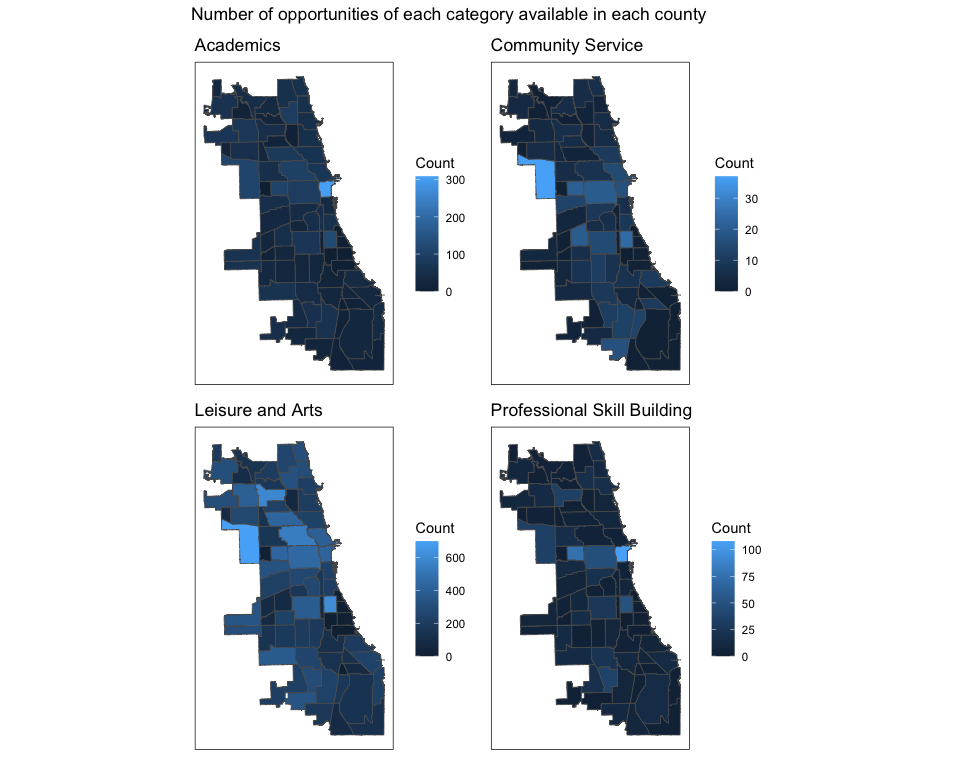 Number of opportunities of each category available in each county
Academics
Community Service
Count
300
200
100
0
Count
30
20
10
0
Leisure and Arts
Professional Skill Building
Count
600
400
200
0
Count
100
75
50
25
0